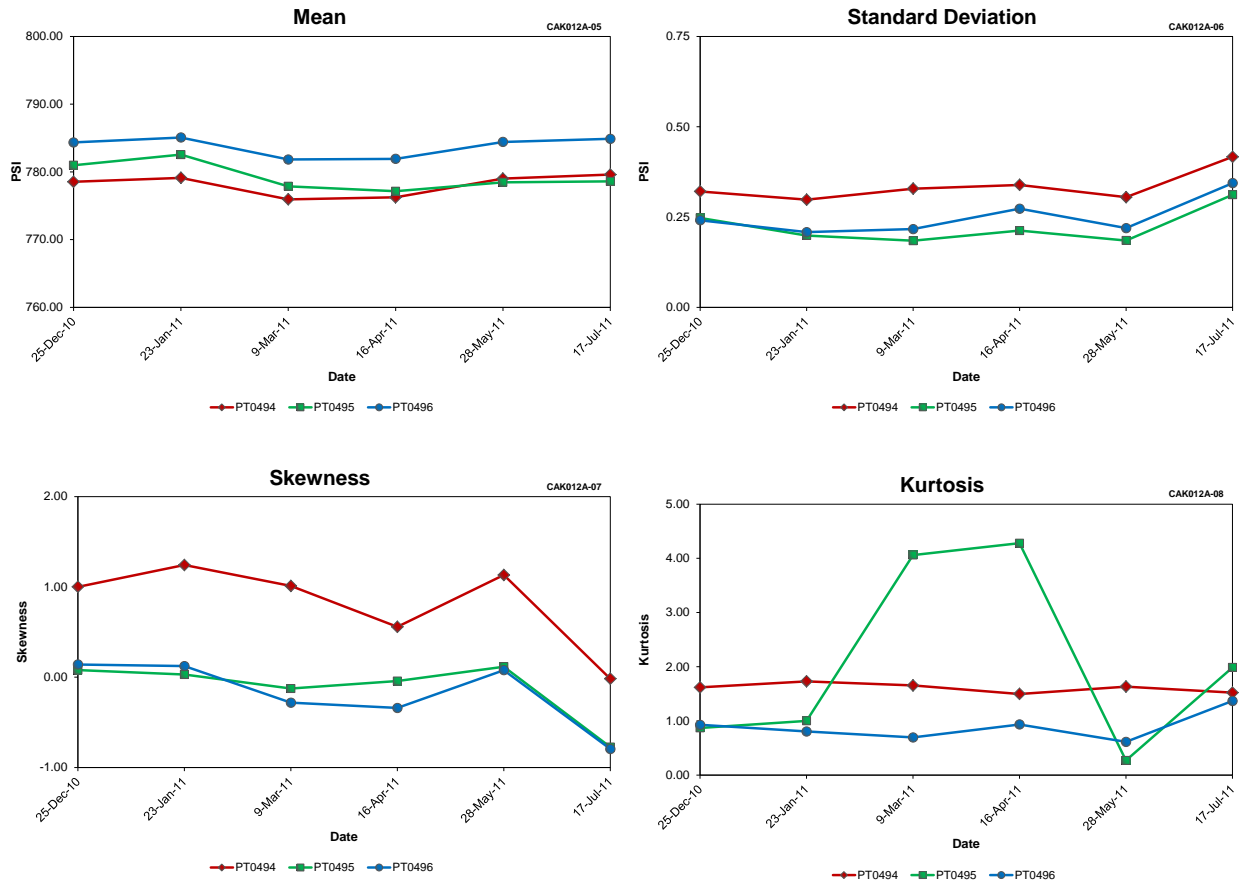 Mean
CAK012A-05
800.00
790.00
780.00
770.00
760.00
PSI
25-Dec-10
23-Jan-11
9-Mar-11
16-Apr-11
28-May-11
17-Jul-11
Date
PT0494 PT0495 PT0496
Standard Deviation
CAK012A-06
0.75
0.50
0.25
0.00
PSI
25-Dec-10
23-Jan-11
9-Mar-11
16-Apr-11
28-May-11
17-Jul-11
Date
PT0494 PT0495 PT0496
Skewness
CAK012A-07
2.00
1.00
0.00
-1.00
Skewness
25-Dec-10
23-Jan-11
9-Mar-11
16-Apr-11
28-May-11
17-Jul-11
Date
PT0494 PT0495 PT0496
Kurtosis
CAK012A-08
5.00
4.00
3.00
2.00
1.00
0.00
Kurtosis
25-Dec-10
23-Jan-11
9-Mar-11
16-Apr-11
28-May-11
17-Jul-11
Date
PT0494 PT0495 PT0496